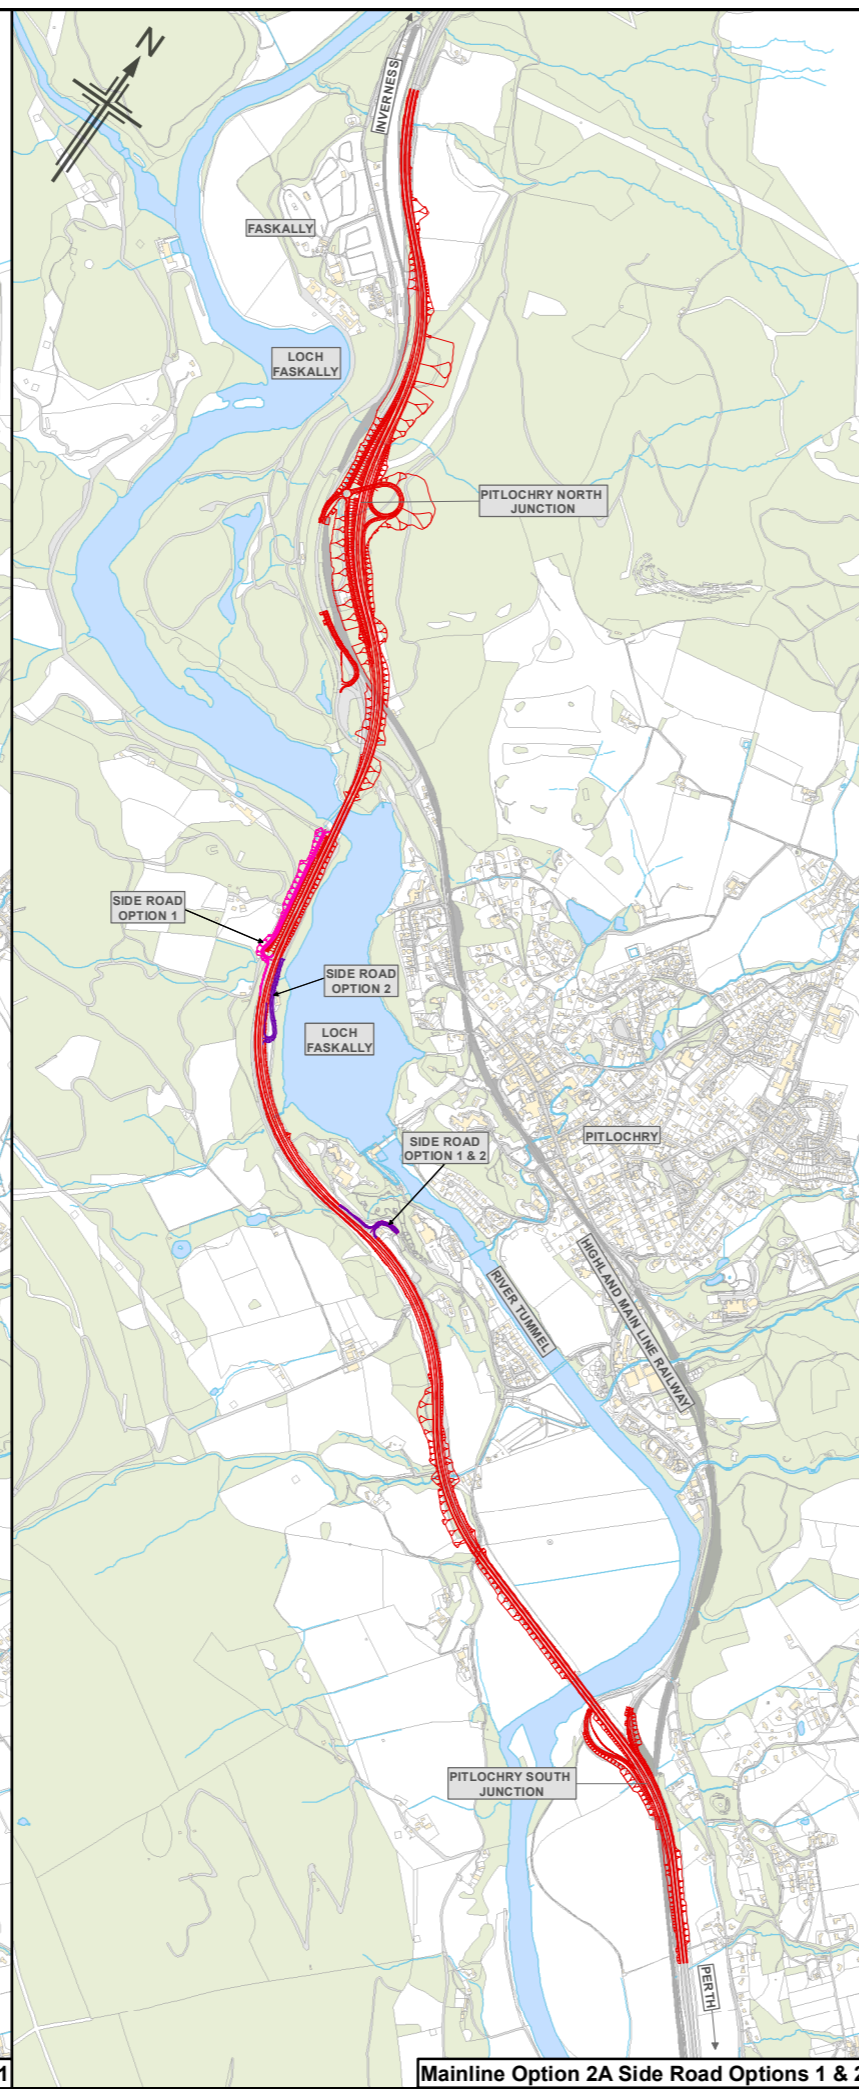 N
INVERNESS
FASKALLY
LOCH
FASKALLY
PITLOCHRY NORTH
JUNCTION
SIDE ROAD
OPTION 1
SIDE ROAD
OPTION 2
LOCH
FASKALLY
SIDE ROAD
OPTION 1 & 2
PITLOCHRY
RIVER TUMMEL
HIGHLAND MAIN LINE RAILWAY
PITLOCHRY SOUTH
JUNCTION
PERTH
1
Mainline Option 2A Side Road Options 1 & 2